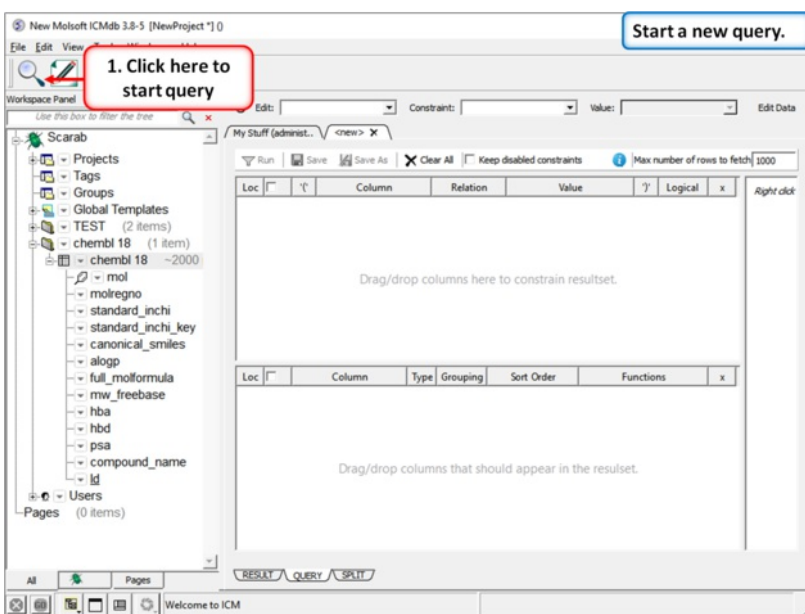 New Molsoft ICMdb 3.8-5 [NewProject *] ()
Start a new query.
File Edit View
1. Click here to
start query
Workspace Panel
Use this box to filter the tree
Edit: Constraint: Value: Edit Data
My Stuff (administ.. <new> X
Run Save Save As Clear All Keep disabled constraints Max number of rows to fetch 1000
Scarab
Projects
Tags
Groups
Global Templates
TEST (2 items)
chembl 18 (1 item)
chembl 18 ~2000
mol
molregno
standard_inchi
standard_inchi_key
canonical_smiles
alogp
full_molformula
mw_freebase
hba
hbd
psa
compound_name
Id
Users
Pages (0 items)
Loc '(' Column Relation Value ')' Logical x
Right click
Drag/drop columns here to constrain resultset.
Loc Column Type Grouping Sort Order Functions x
Drag/drop columns that should appear in the resulset.
RESULT QUERY SPLIT
All Pages
Welcome to ICM